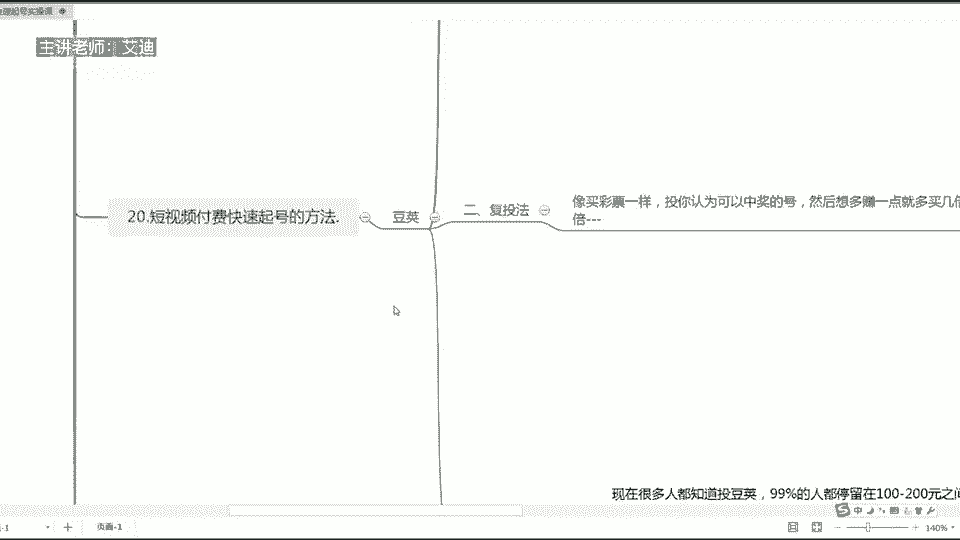 起号实操课
主讲老师：艾迪
20.短视频付费快速起号的方法.
豆荚
二、复投法
像买彩票一样，投你认为可以中奖的号，然后想多赚一点就多买几倍
倍---
现在很多人都知道投豆荚，99%的人都停留在100-200元之间
中
页面-1
140%